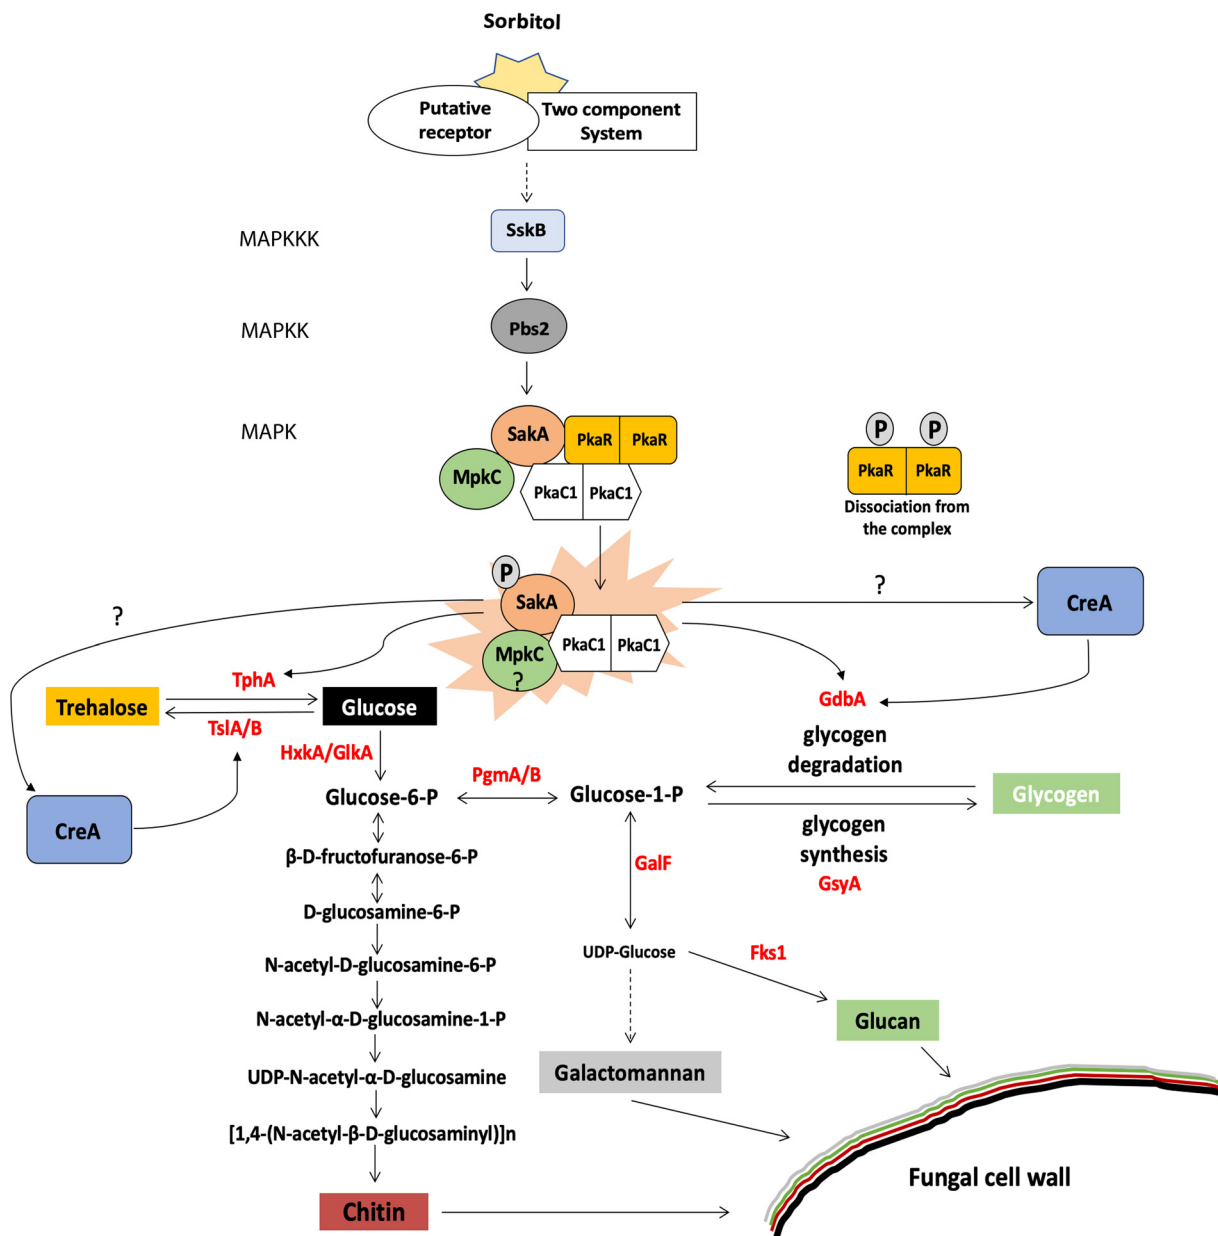 Sorbitol
Putative
receptor
Two component
System
MAPKKK
SskB
MAPKK
Pbs2
MAPK
SakA
PkaR
PkaR
MpkC
PkaC1
PkaC1
P
P
PkaR
PkaR
Dissociation from
the complex
P
SakA
MpkC
?
PkaC1
PkaC1
?
?
CreA
TphA
Trehalose
Glucose
TslA/B
GdbA
glycogen
degradation
HxkA/GlkA
PgmA/B
Glucose-6-P
Glucose-1-P
Glycogen
CreA
glycogen
synthesis
GsyA
β-D-fructofuranose-6-P
GalF
D-glucosamine-6-P
UDP-Glucose
Fks1
N-acetyl-D-glucosamine-6-P
N-acetyl-α-D-glucosamine-1-P
Glucan
UDP-N-acetyl-α-D-glucosamine
Galactomannan
[1,4-(N-acetyl-β-D-glucosaminyl)]n
Fungal cell wall
Chitin